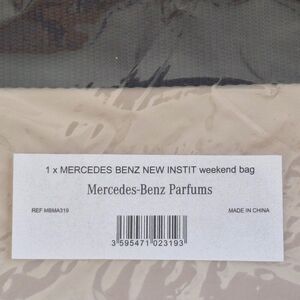 1 x MERCEDES BENZ NEW INSTIT weekend bag
Mercedes-Benz Parfums
REF MBMA319
MADE IN CHINA
3 595471 023193